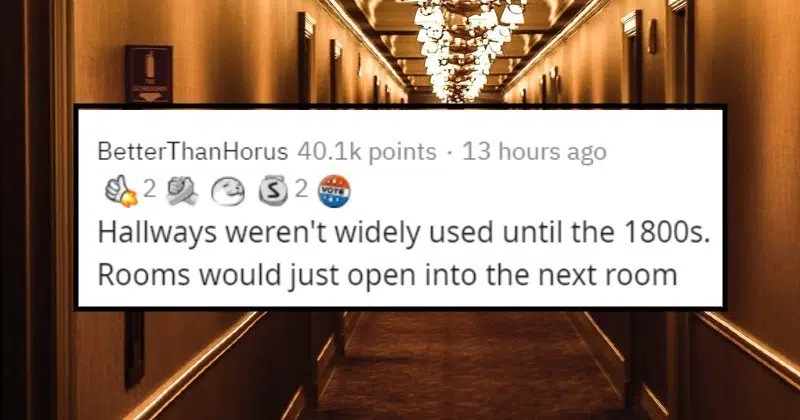 BetterThanHorus 40.1k points · 13 hours ago
2 S 2 VOTE
Hallways weren't widely used until the 1800s.
Rooms would just open into the next room